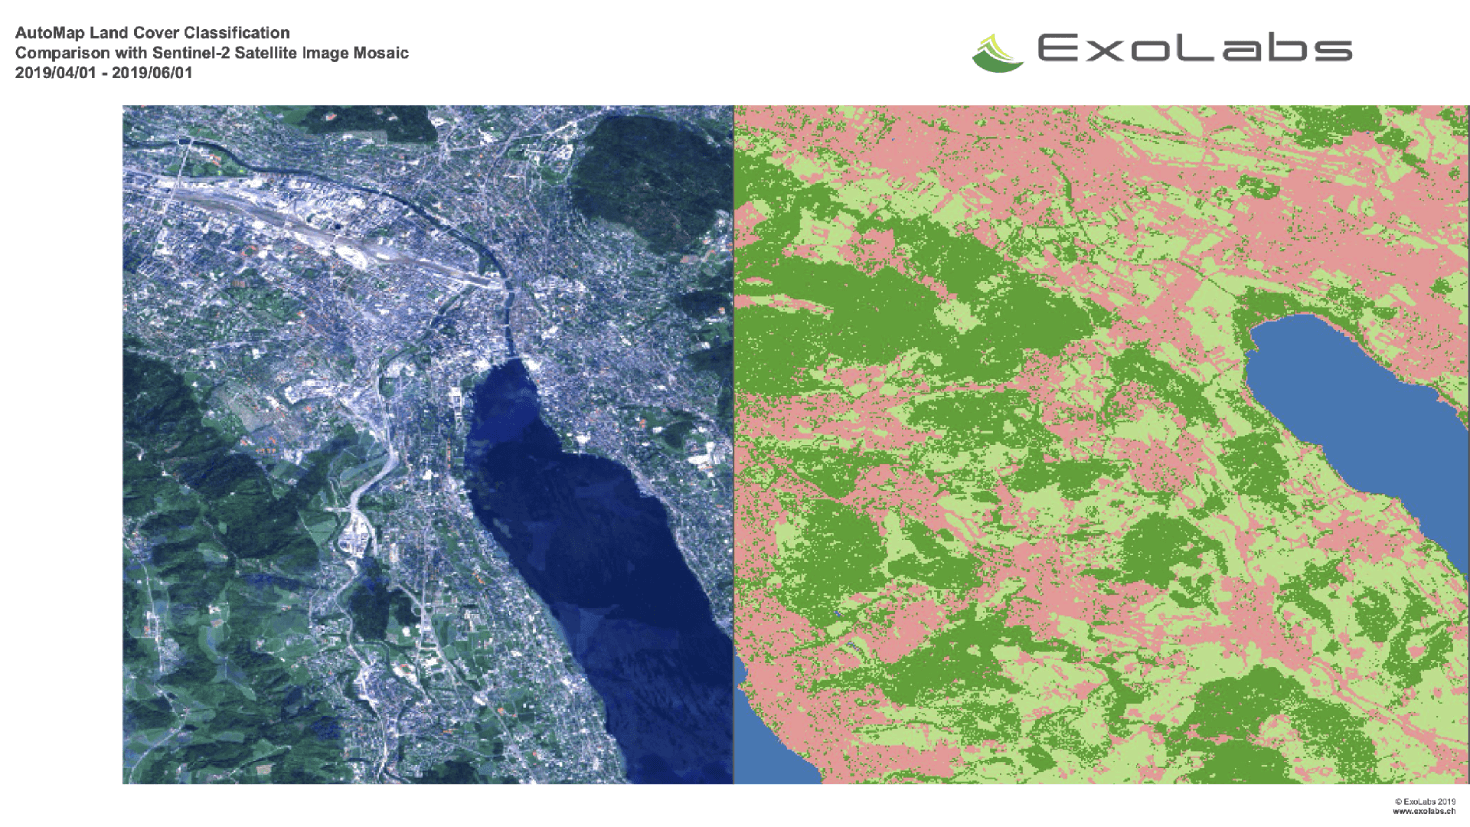 AutoMap Land Cover Classification
Comparison with Sentinel-2 Satellite Image Mosaic
2019/04/01 - 2019/06/01
ExoLabs
© ExoLabs 2019
www.exolabs.ch